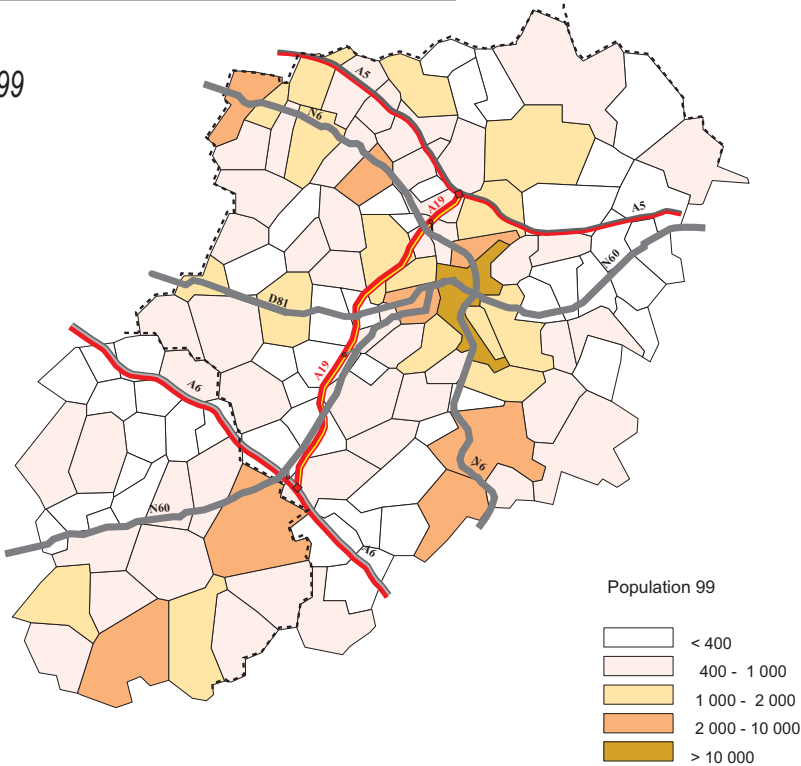 99
A5
N6
A19
A5
N60
D81
A19
A6
N6
N60
A6
Population 99
< 400
400 - 1 000
1 000 - 2 000
2 000 - 10 000
> 10 000